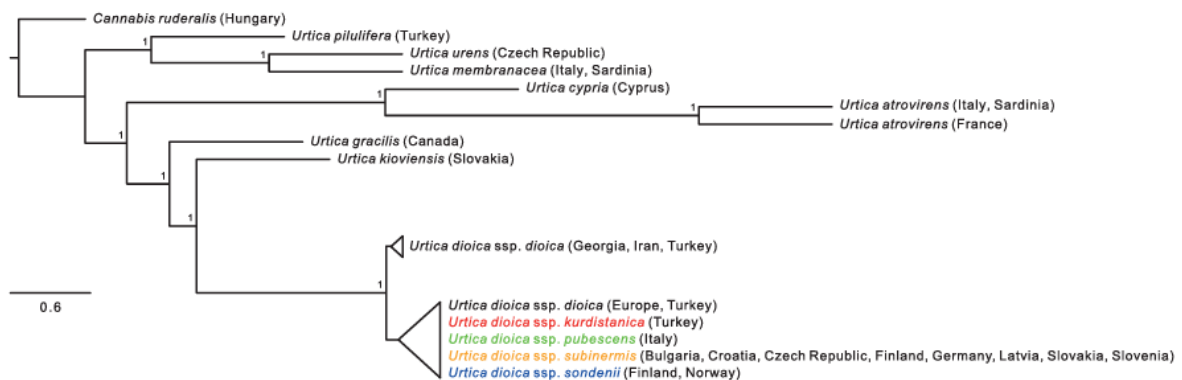 Cannabis ruderalis (Hungary)
1
Urtica pilulifera (Turkey)
1
Urtica urens (Czech Republic)
Urtica membranacea (Italy, Sardinia)
Urtica cypria (Cyprus)
1
1
Urtica atrovirens (Italy, Sardinia)
Urtica atrovirens (France)
1
Urtica gracilis (Canada)
1
Urtica kioviensis (Slovakia)
1
Urtica dioica ssp. dioica (Georgia, Iran, Turkey)
1
0.6
Urtica dioica ssp. dioica (Europe, Turkey)
Urtica dioica ssp. kurdistanica (Turkey)
Urtica dioica ssp. pubescens (Italy)
Urtica dioica ssp. subinermis (Bulgaria, Croatia, Czech Republic, Finland, Germany, Latvia, Slovakia, Slovenia)
Urtica dioica ssp. sondenii (Finland, Norway)